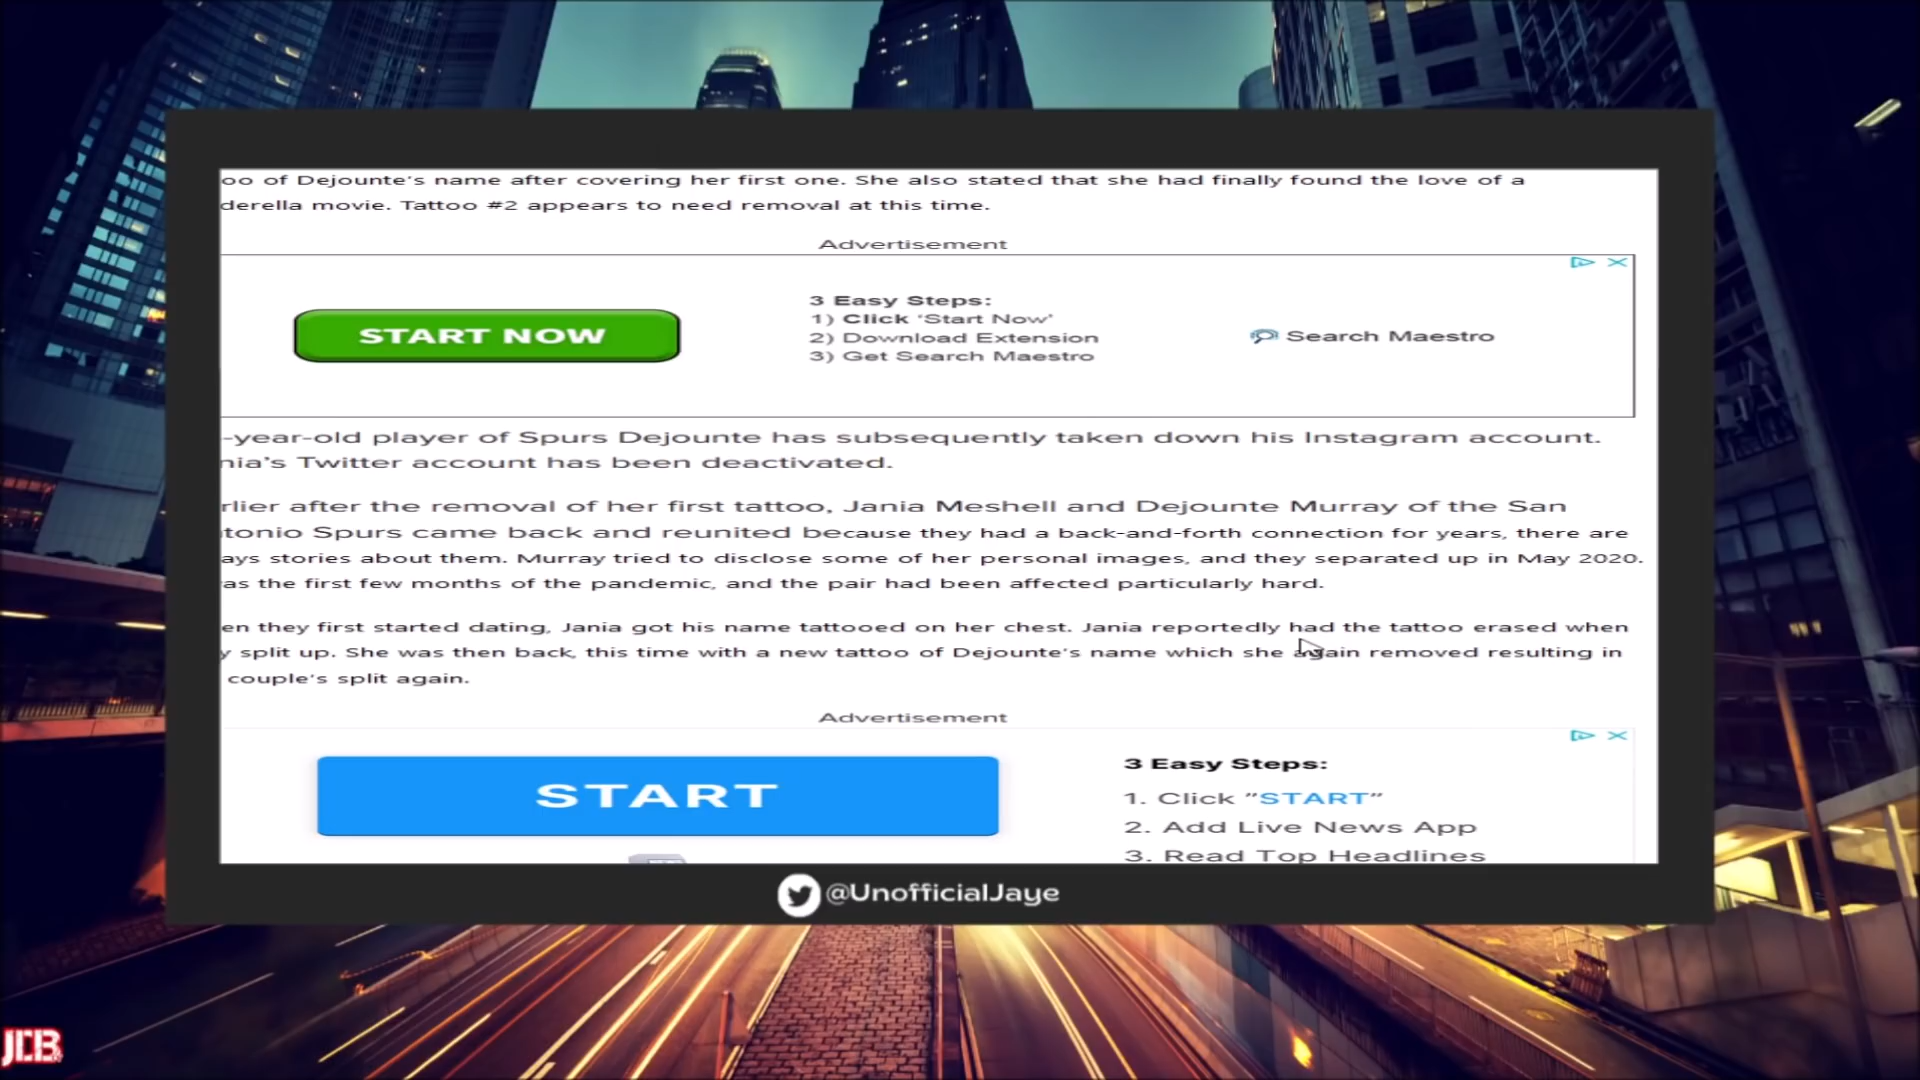 oo of Dejounte's name after covering her first one. She also stated that she had finally found the love of a
derella movie. Tattoo #2 appears to need removal at this time.
Advertisement
START NOW
3 Easy Steps:
1) Click 'Start Now'
2) Download Extension
3) Get Search Maestro
Search Maestro
-year-old player of Spurs Dejounte has subsequently taken down his Instagram account.
nia's Twitter account has been deactivated.
rlier after the removal of her first tattoo, Jania Meshell and Dejounte Murray of the San
tonio Spurs came back and reunited because they had a back-and-forth connection for years, there are
ays stories about them. Murray tried to disclose some of her personal images, and they separated up in May 2020.
as the first few months of the pandemic, and the pair had been affected particularly hard.
en they first started dating, Jania got his name tattooed on her chest. Jania reportedly had the tattoo erased when
y split up. She was then back, this time with a new tattoo of Dejounte's name which she again removed resulting in
couple's split again.
Advertisement
START
3 Easy Steps:
1. Click "START"
2. Add Live News App
3. Read Top Headlines
@UnofficialJaye
JCB